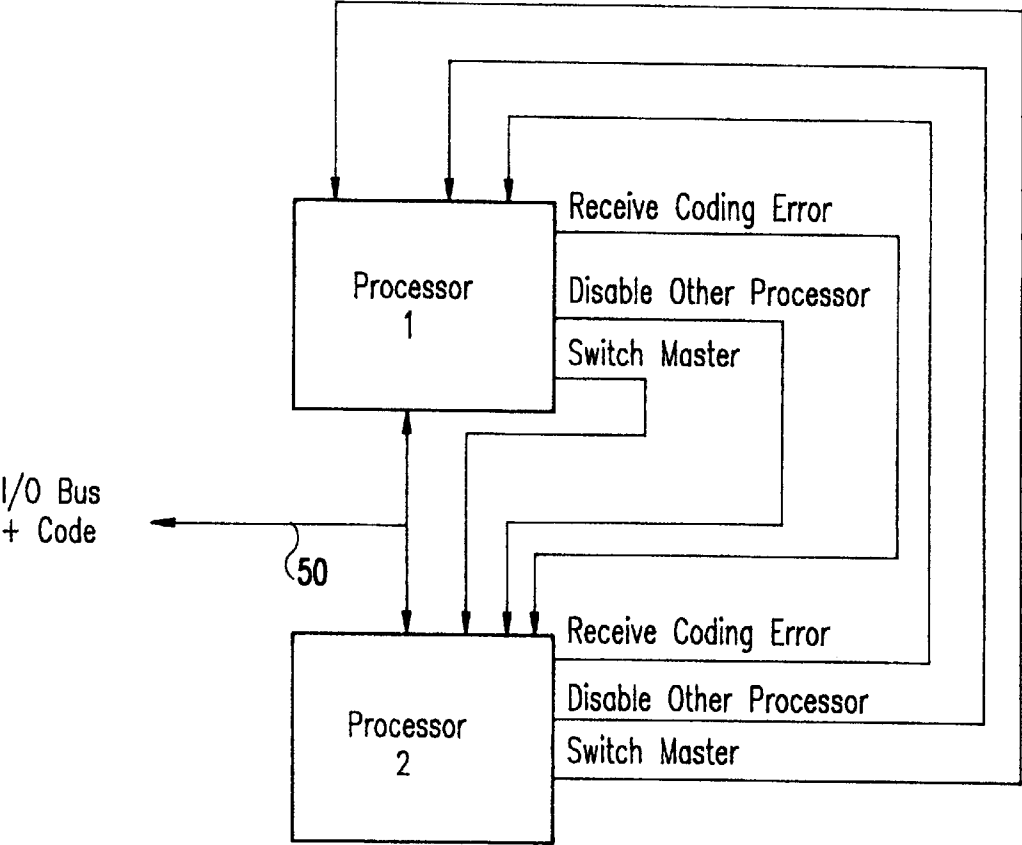 Receive Coding Error
Processor
1
Disable Other Processor
Switch Master
I/O Bus
+ Code
50
Receive Coding Error
Disable Other Processor
Processor
2
Switch Master